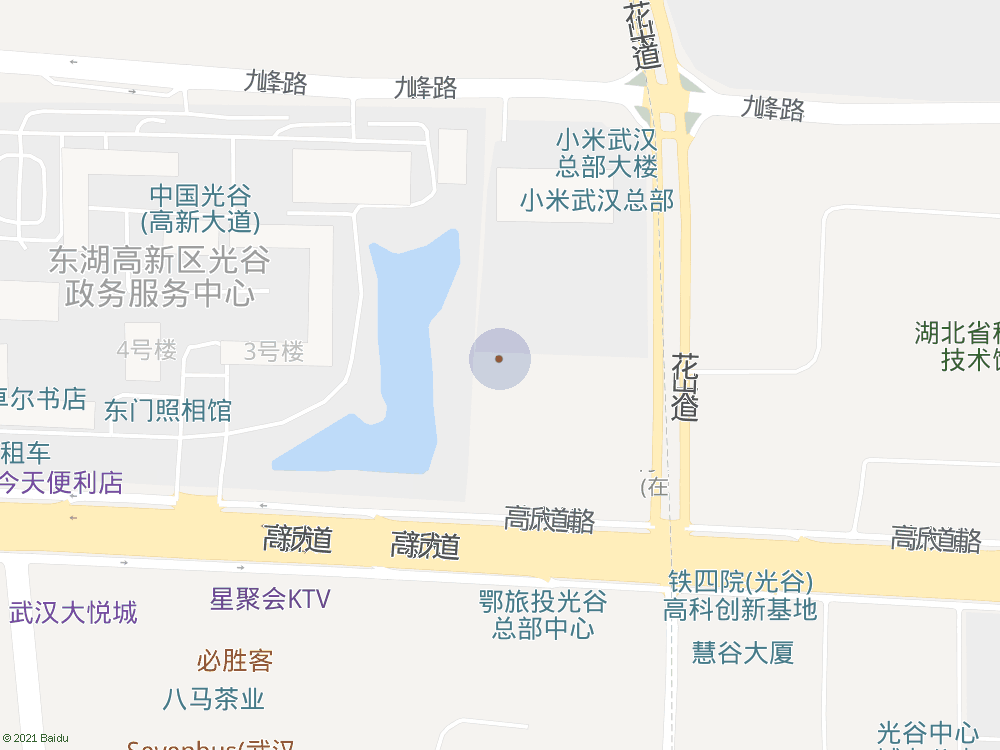 花山大道
九峰路
九峰路
九峰路
小米武汉
总部大楼
小米武汉总部
中国光谷
(高新大道)
东湖高新区光谷
政务服务中心
4号楼
3号楼
湖北省科
技术馆
花山大道
卓尔书店
东门照相馆
租车
今天便利店
(在
高新大道辅路
高新大道
高新大道
高新大道辅路
铁四院(光谷)
高科创新基地
星聚会KTV
武汉大悦城
鄂旅投光谷
总部中心
慧谷大厦
必胜客
八马茶业
光谷中心
© 2021 Baidu